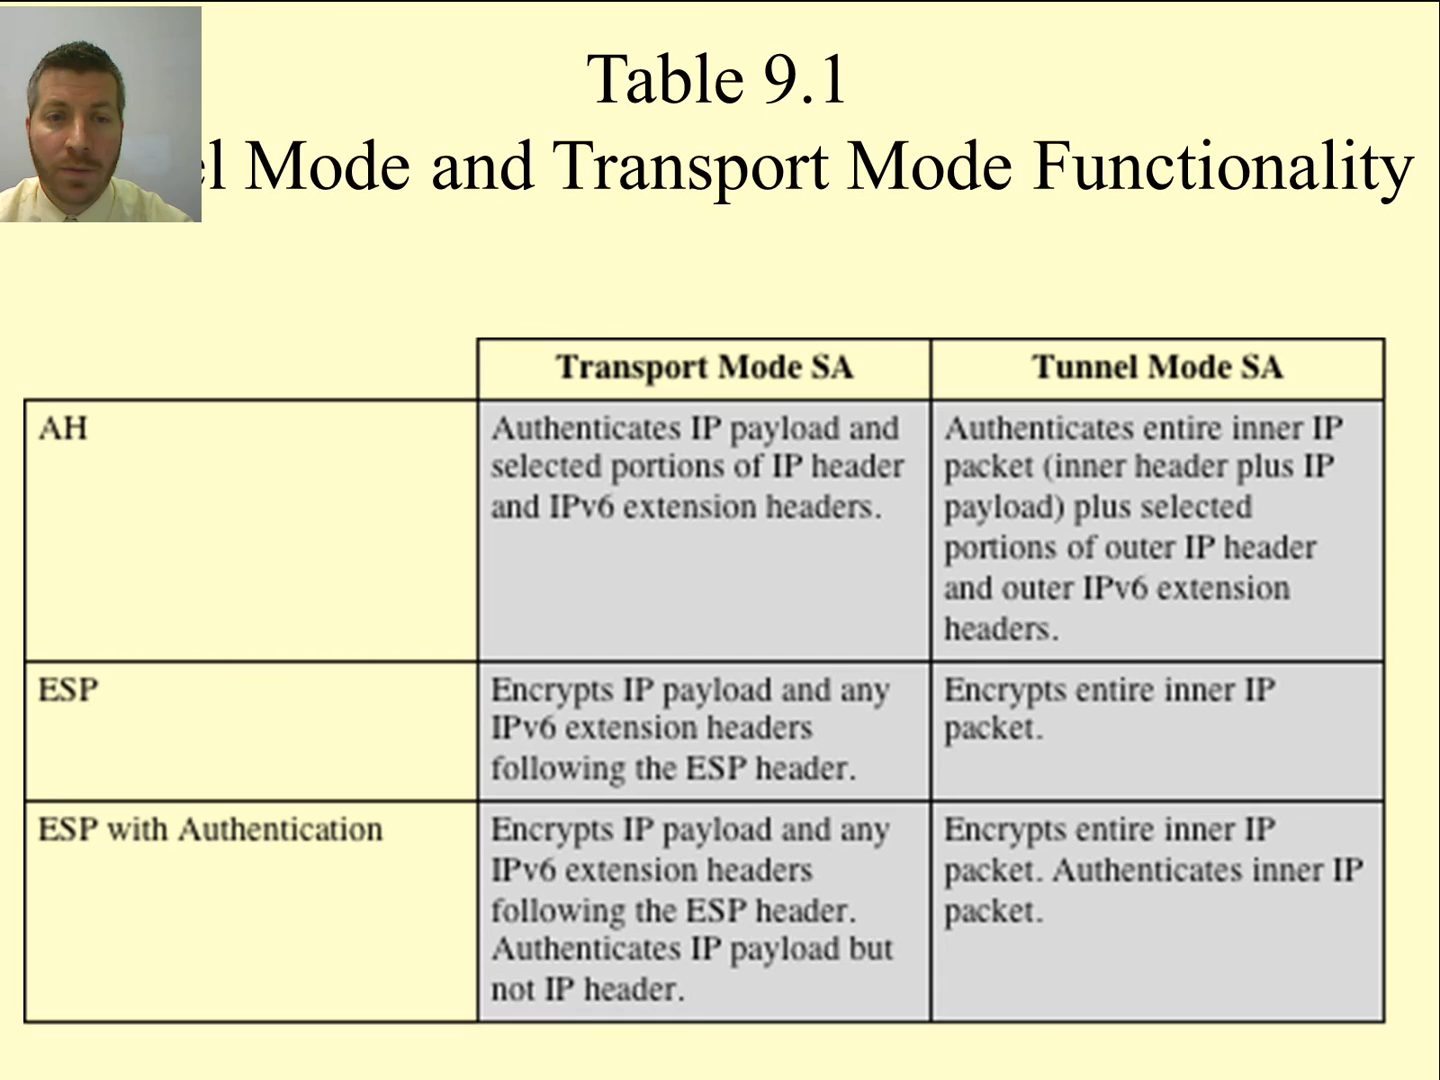 Table 9.1
el Mode and Transport Mode Functionality
Transport Mode SA
Tunnel Mode SA
AH
Authenticates IP payload and
selected portions of IP header
and IPv6 extension headers.
Authenticates entire inner IP
packet (inner header plus IP
payload) plus selected
portions of outer IP header
and outer IPv6 extension
headers.
ESP
Encrypts IP payload and any
IPv6 extension headers
following the ESP header.
Encrypts entire inner IP
packet.
ESP with Authentication
Encrypts IP payload and any
IPv6 extension headers
following the ESP header.
Authenticates IP payload but
not IP header.
Encrypts entire inner IP
packet. Authenticates inner IP
packet.